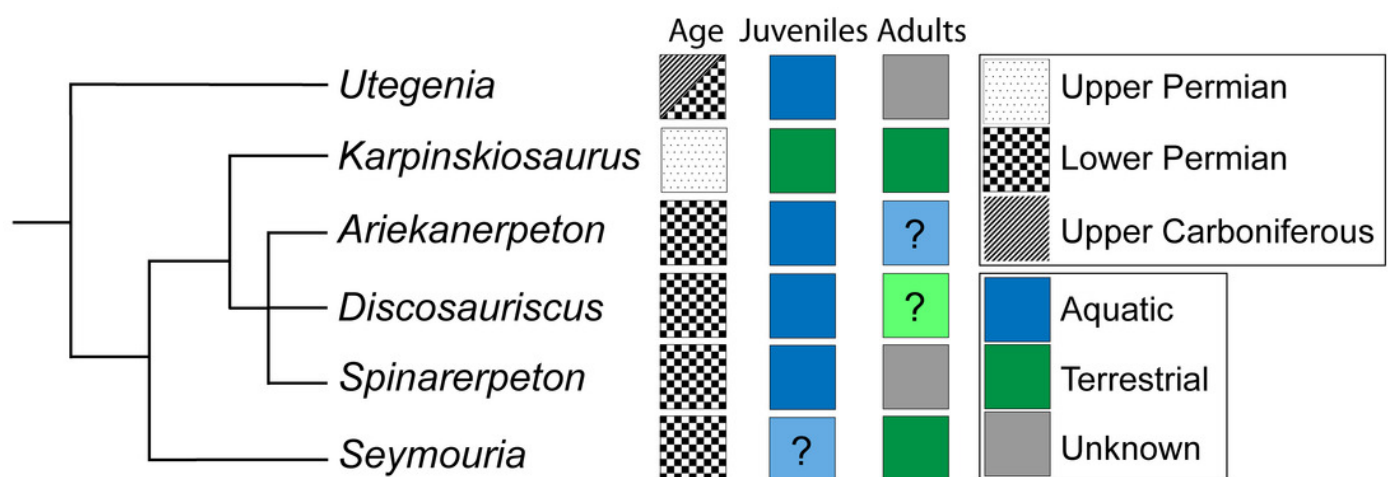 Age Juveniles Adults
Utegenia
Karpinskiosaurus
Ariekanerpeton
?
Discosauriscus
?
Spinarerpeton
Seymouria
?
Upper Permian
Lower Permian
Upper Carboniferous
Aquatic
Terrestrial
Unknown